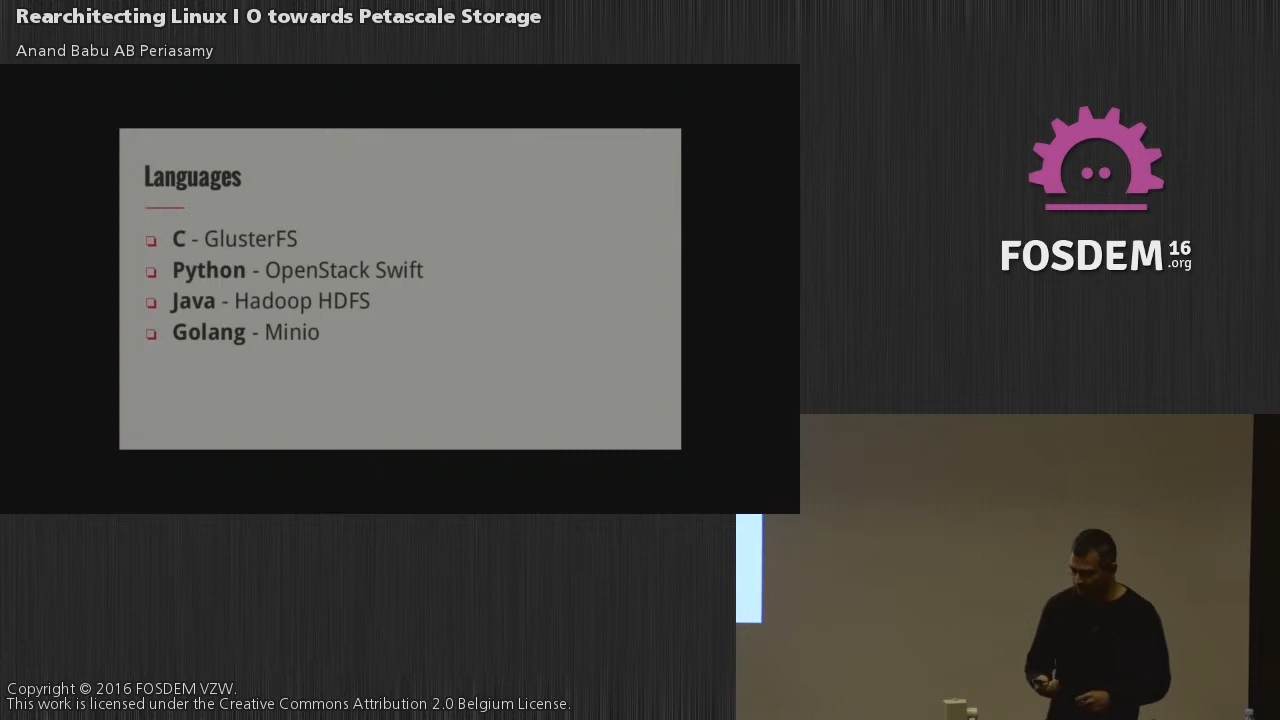 Rearchitecting Linux I O towards Petascale Storage
Anand Babu AB Periasamy
Languages
C - GlusterFS
Python - OpenStack Swift
Java - Hadoop HDFS
Golang - Minio
FOSDEM 16 .org
Copyright © 2016 FOSDEM VZW.
This work is licensed under the Creative Commons Attribution 2.0 Belgium License.